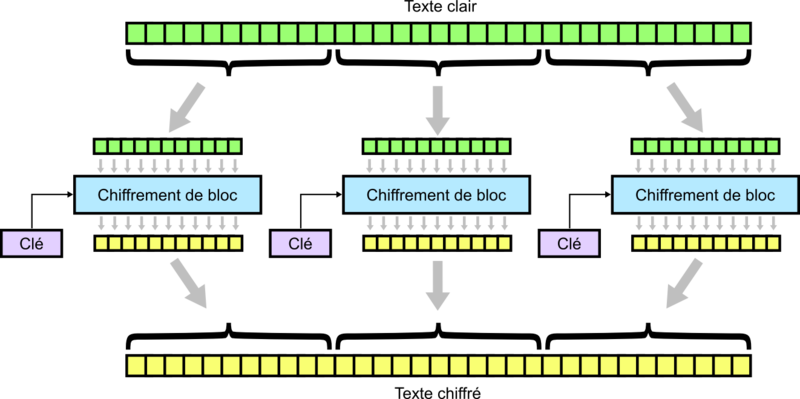 Texte clair
Chiffrement de bloc
Chiffrement de bloc
Chiffrement de bloc
Clé
Clé
Clé
Texte chiffré